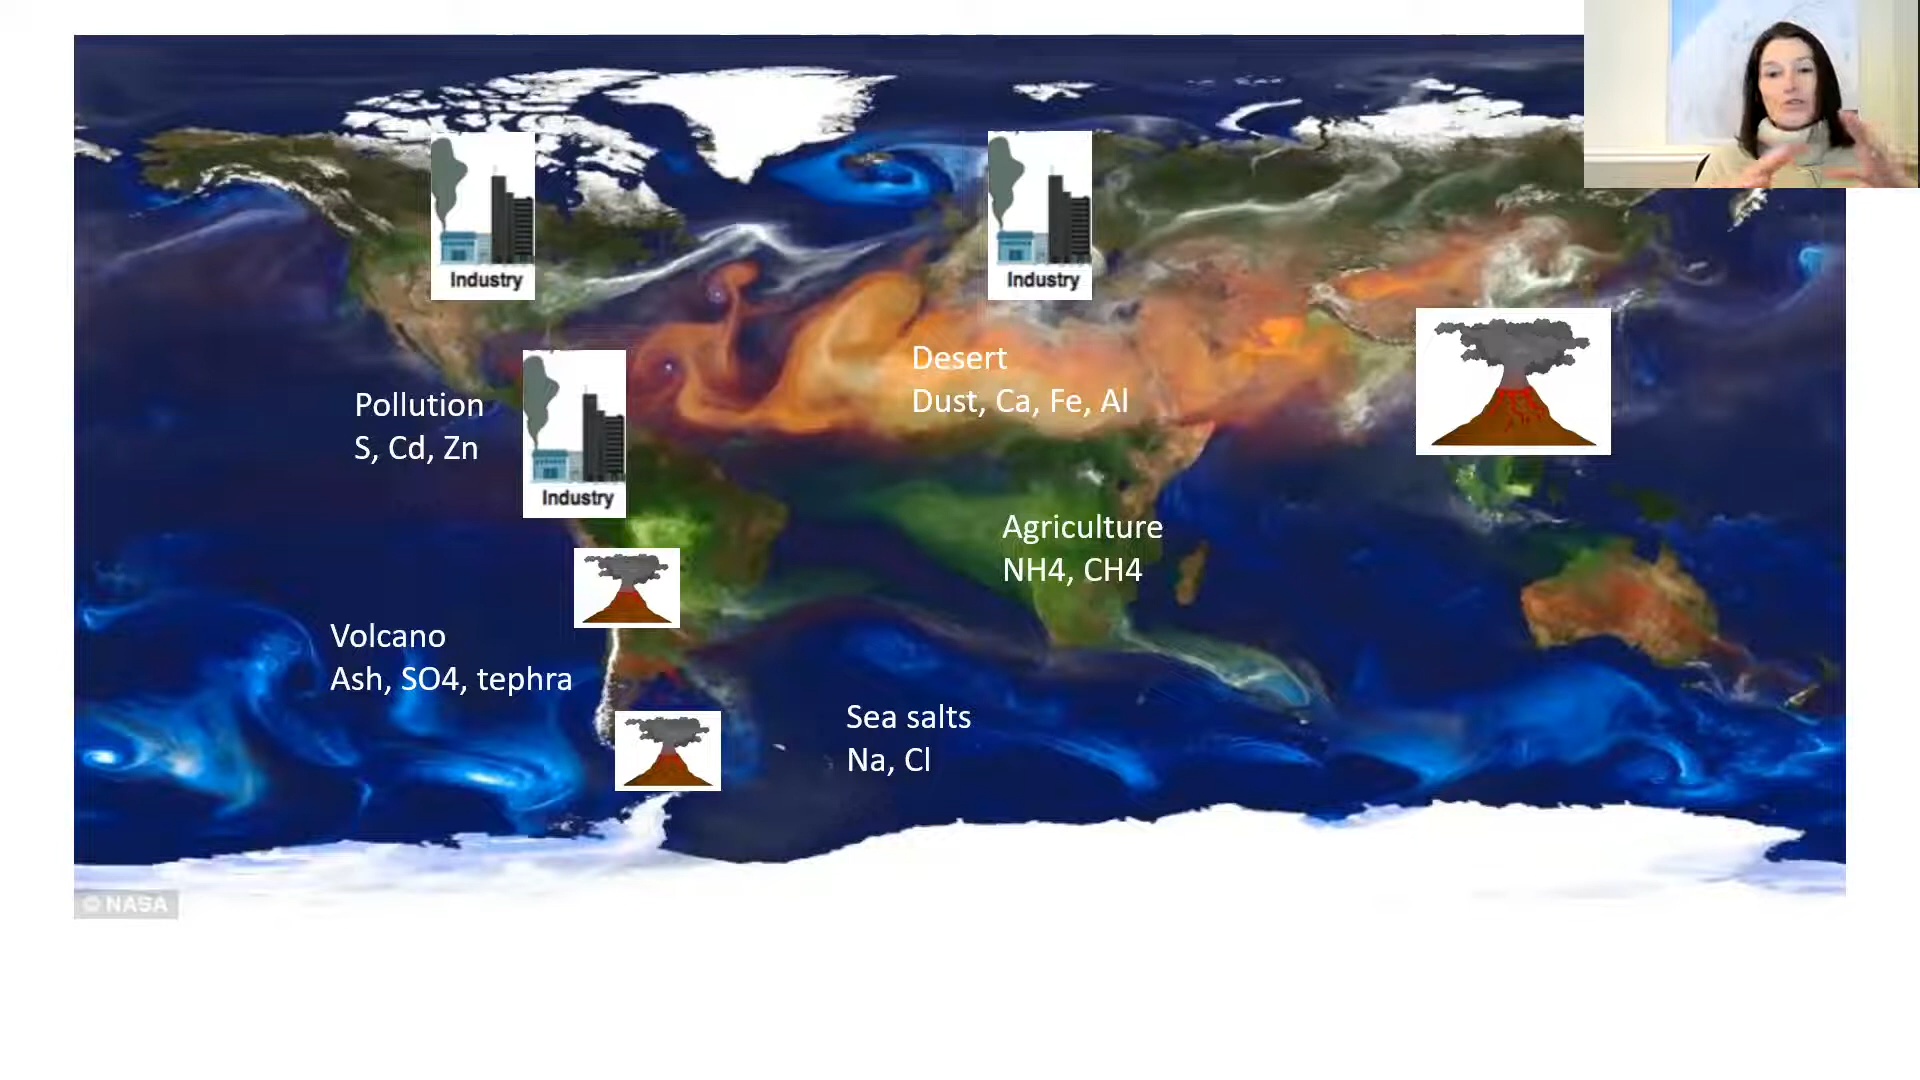 Industry
Industry
Desert
Dust, Ca, Fe, Al
Pollution
S, Cd, Zn
Industry
Agriculture
NH4, CH4
Volcano
Ash, SO4, tephra
Sea salts
Na, Cl
© NASA